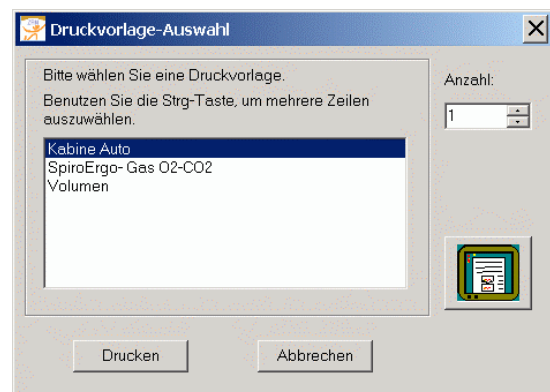 Druckvorlage-Auswahl
Bitte wählen Sie eine Druckvorlage.
Benutzen Sie die Strg-Taste, um mehrere Zeilen
auszuwählen.
Anzahl:
1
Kabine Auto
SpiroErgo- Gas O2-CO2
Volumen
Drucken
Abbrechen